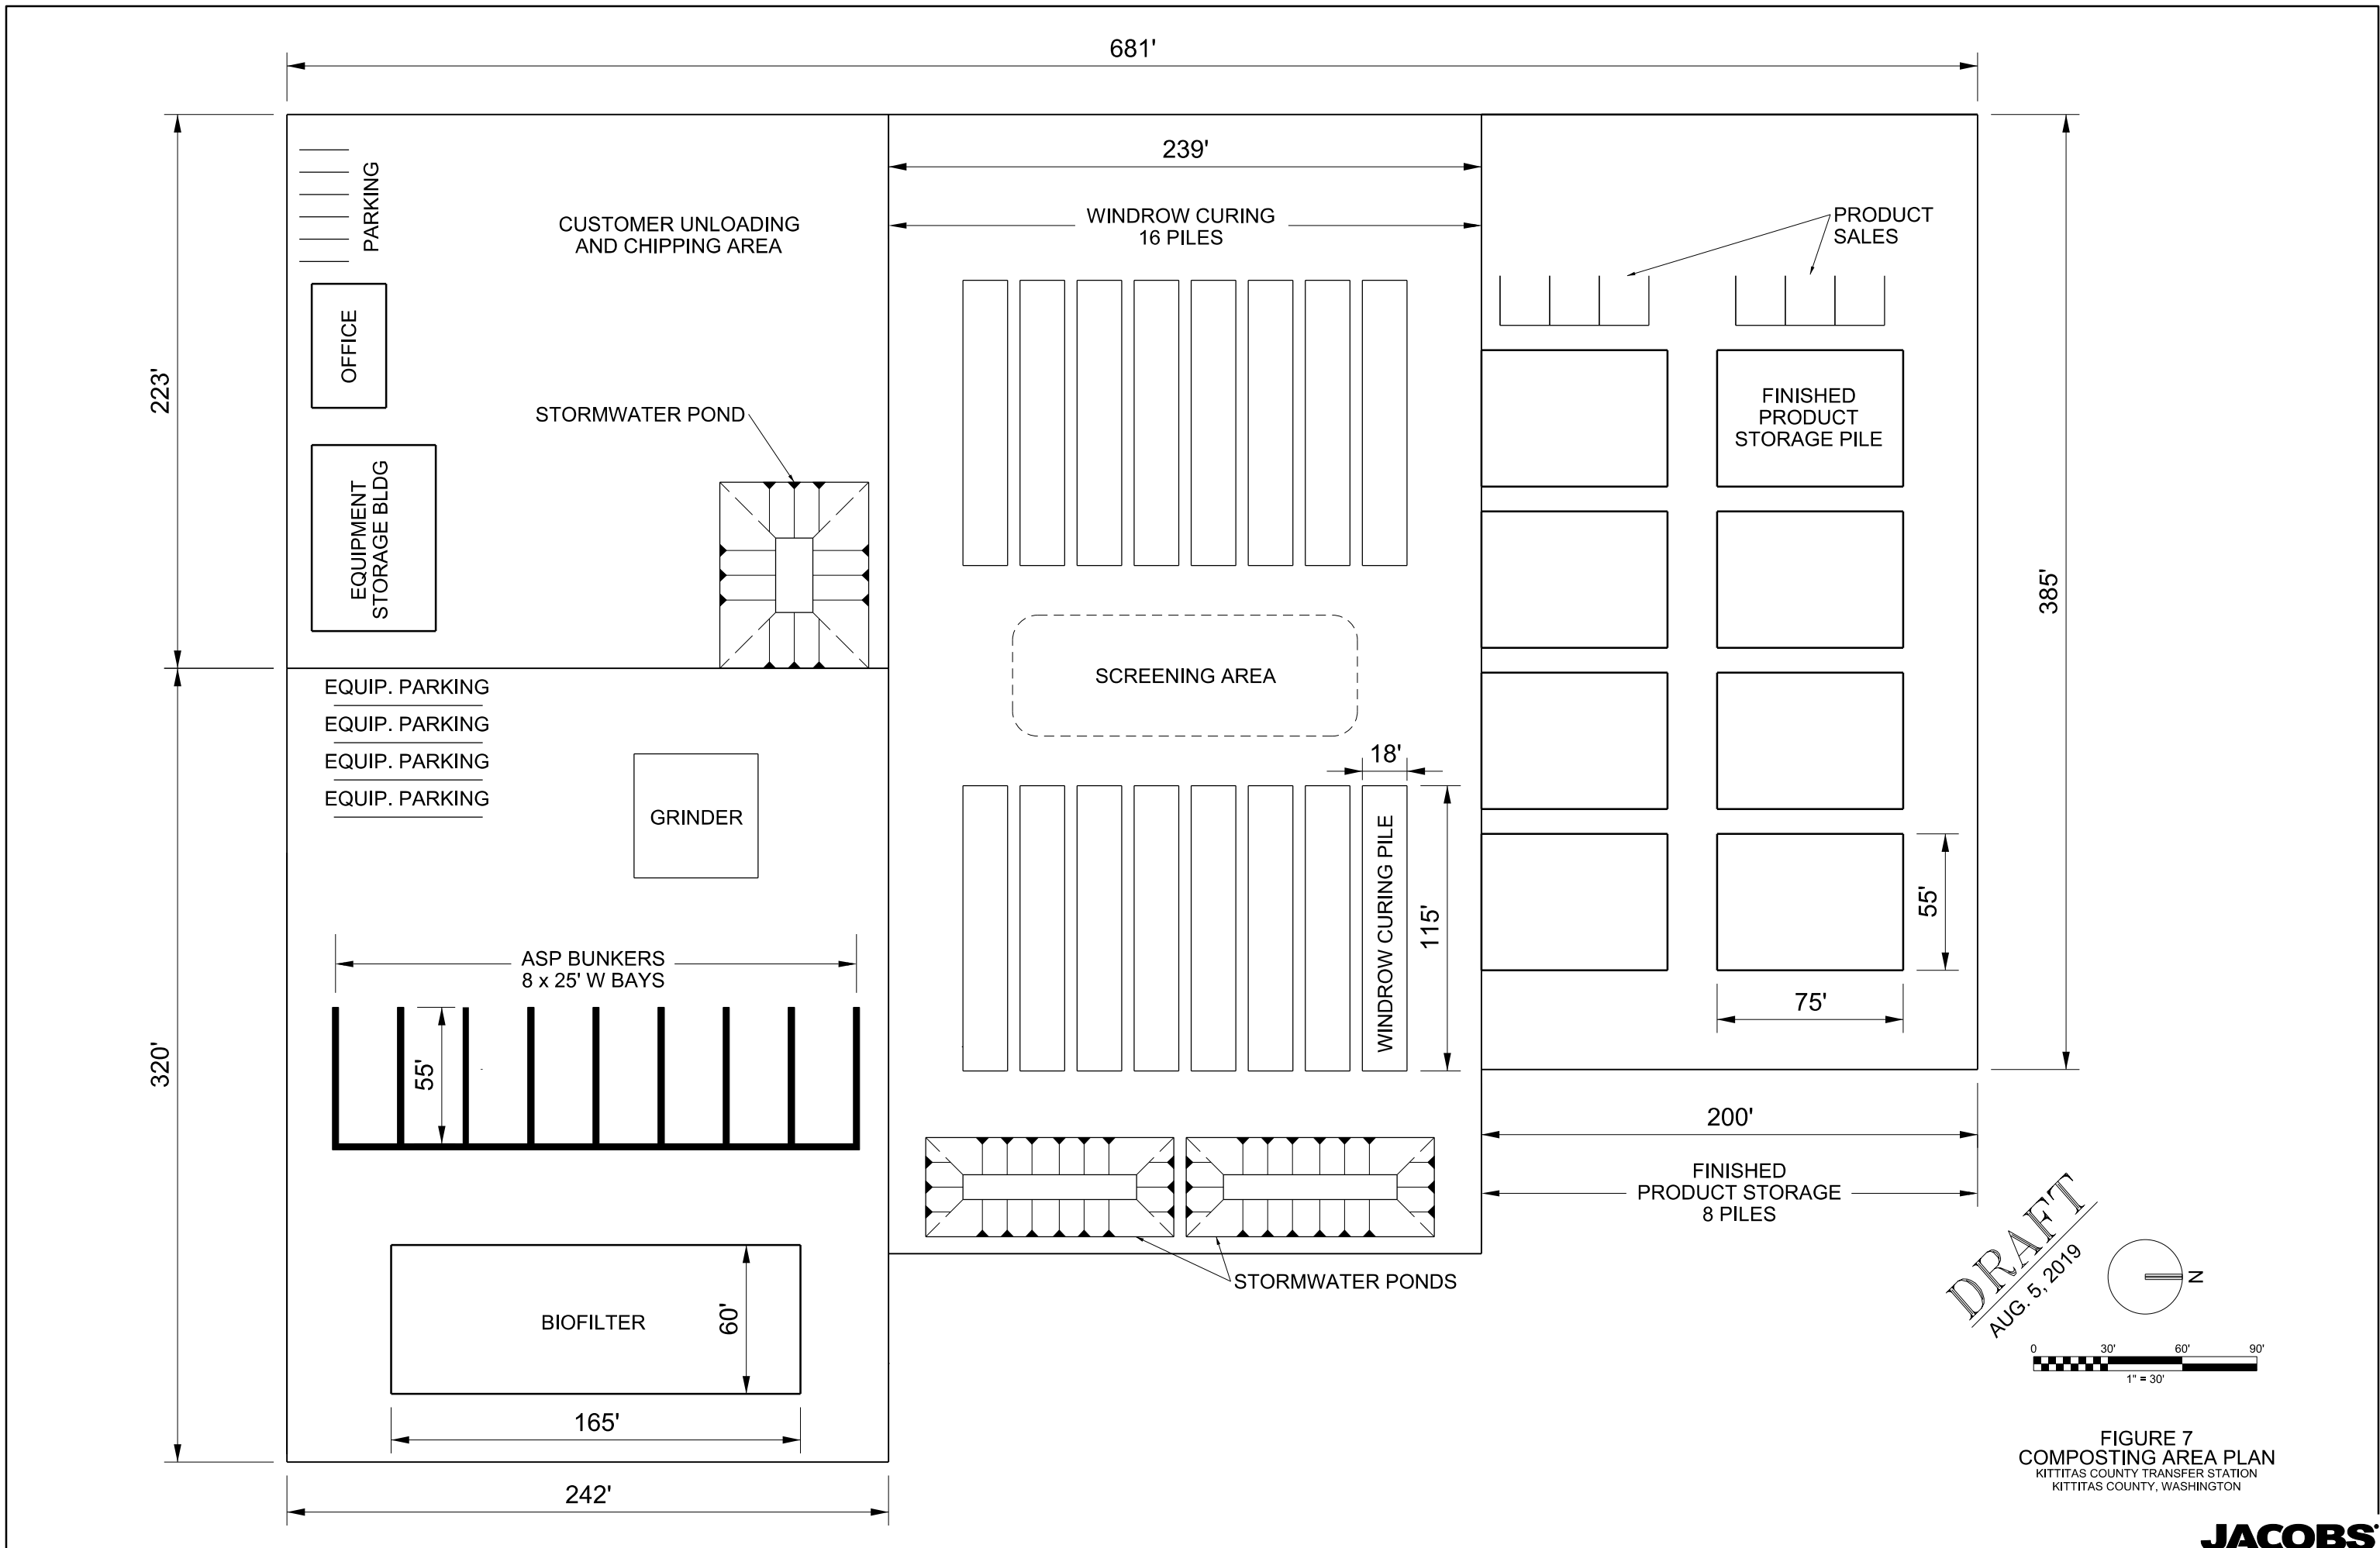 681'
239'
223'
PARKING
CUSTOMER UNLOADING
AND CHIPPING AREA
WINDROW CURING
16 PILES
PRODUCT
SALES
OFFICE
STORMWATER POND
FINISHED
PRODUCT
STORAGE PILE
EQUIPMENT
STORAGE BLDG
385'
SCREENING AREA
EQUIP. PARKING
EQUIP. PARKING
EQUIP. PARKING
EQUIP. PARKING
GRINDER
18'
WINDROW CURING PILE
115'
55'
75'
ASP BUNKERS
8 x 25' W BAYS
55'
320'
200'
FINISHED
PRODUCT STORAGE
8 PILES
STORMWATER PONDS
BIOFILTER
60'
165'
242'
DRAFT
AUG. 5, 2019
N
0 30' 60' 90'
1" = 30'
FIGURE 7
COMPOSTING AREA PLAN
KITTITAS COUNTY TRANSFER STATION
KITTITAS COUNTY, WASHINGTON
JACOBS